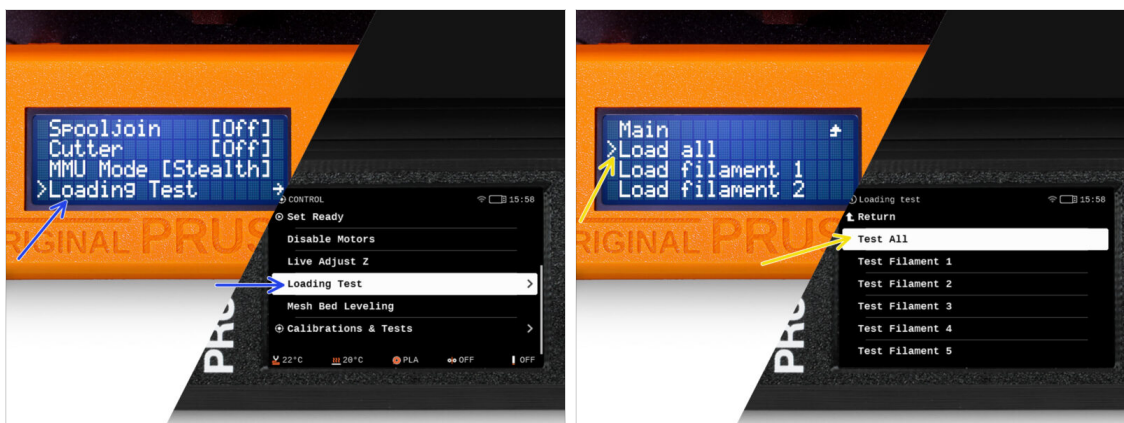 Spooljoin [Off]
Cutter [Off]
MMU Mode [Stealth]
>Loading Test →
RIGINAL PRUS
PRUS
CONTROL 15:58
Set Ready
Disable Motors
Live Adjust Z
Loading Test >
Mesh Bed Leveling
Calibrations & Tests >
22°C 20°C PLA OFF OFF
Main
>Load all
Load filament 1
Load filament 2
RIGINAL PRUS
PRUS
Loading test 15:58
Return
Test All
Test Filament 1
Test Filament 2
Test Filament 3
Test Filament 4
Test Filament 5